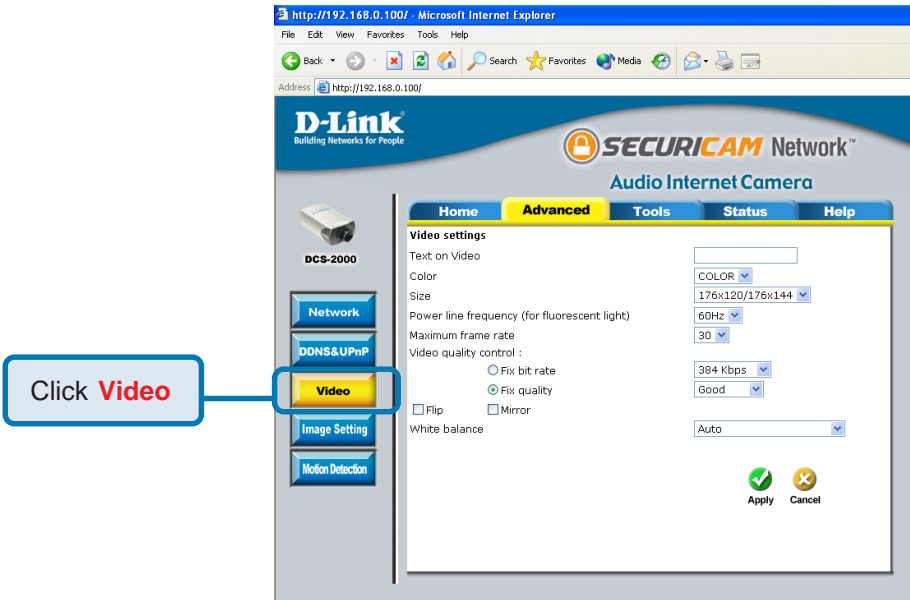 http://192.168.0.100/ - Microsoft Internet Explorer
File Edit View Favorites Tools Help
Back Search Favorites Media
Address http://192.168.0.100/
D-Link®
Building Networks for People
SECURICAM Network™
Audio Internet Camera
Home Advanced Tools Status Help
DCS-2000
Network
DDNS&UPnP
Video
Image Setting
Motion Detection
Click Video
Video settings
Text on Video
Color COLOR
Size 176x120/176x144
Power line frequency (for fluorescent light) 60Hz
Maximum frame rate 30
Video quality control :
Fix bit rate 384 Kbps
Fix quality Good
Flip Mirror
White balance Auto
Apply Cancel